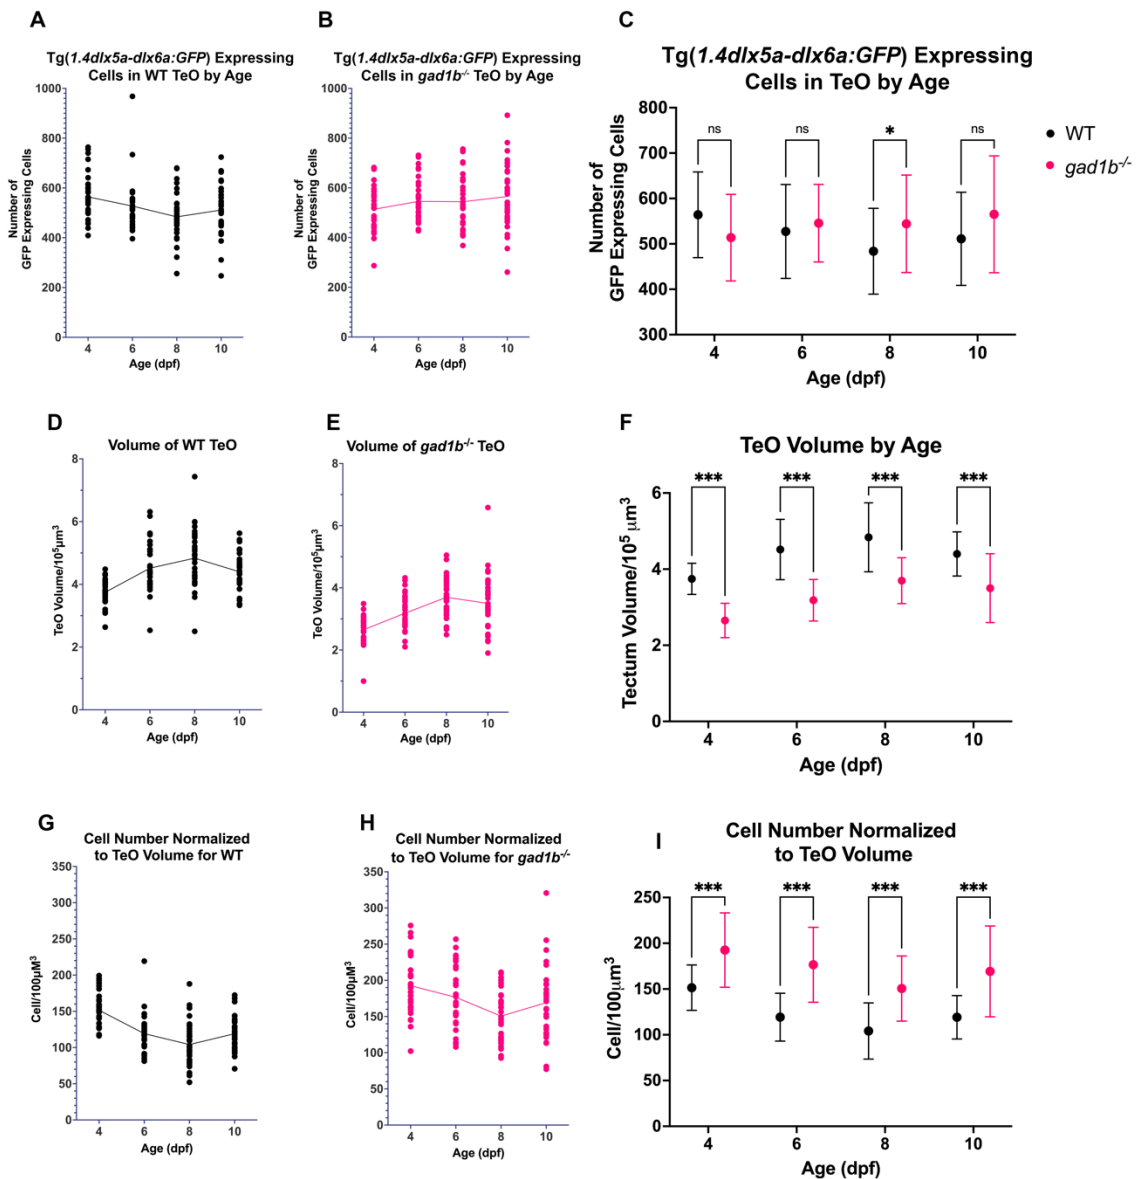 A
Tg(1.4dlx5a-dlx6a:GFP) Expressing
Cells in WT TeO by Age
1000
800
600
400
200
0
Number of
GFP Expressing Cells
4 6 8 10
Age (dpf)
B
Tg(1.4dlx5a-dlx6a:GFP) Expressing
Cells in gad1b-/- TeO by Age
1000
800
600
400
200
0
Number of
GFP Expressing Cells
4 6 8 10
Age (dpf)
C
Tg(1.4dlx5a-dlx6a:GFP) Expressing
Cells in TeO by Age
800
700
600
500
400
300
Number of
GFP Expressing Cells
ns ns * ns
4 6 8 10
Age (dpf)
WT
gad1b-/-
D
Volume of WT TeO
8
6
4
2
0
TeO Volume/10⁵µm³
4 6 8 10
Age (dpf)
E
Volume of gad1b-/- TeO
8
6
4
2
0
TeO Volume/10⁵µm³
4 6 8 10
Age (dpf)
F
TeO Volume by Age
6
4
2
0
Tectum Volume/10⁵ µm³
*** *** *** ***
4 6 8 10
Age (dpf)
G
Cell Number Normalized
to TeO Volume for WT
350
300
250
200
150
100
50
0
Cell/100µM³
4 6 8 10
Age (dpf)
H
Cell Number Normalized
to TeO Volume for gad1b-/-
350
300
250
200
150
100
50
0
Cell/100µM³
4 6 8 10
Age (dpf)
I
Cell Number Normalized
to TeO Volume
250
200
150
100
50
0
Cell/100µm³
*** *** *** ***
4 6 8 10
Age (dpf)